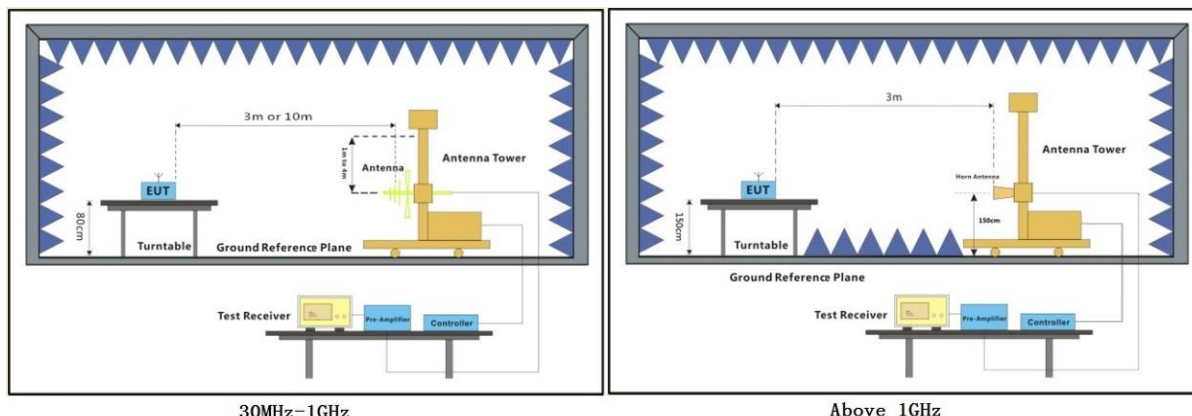 3m or 10m
1m to 4m
Antenna
Antenna Tower
EUT
80cm
Turntable
Ground Reference Plane
Test Receiver
Pre-Amplifier
Controller
30MHz-1GHz
3m
Antenna Tower
Horn Antenna
EUT
150cm
150cm
Turntable
Ground Reference Plane
Test Receiver
Pre-Amplifier
Controller
Above 1GHz